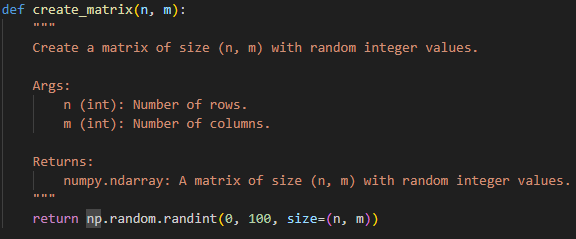 def create_matrix(n, m):
    """
    Create a matrix of size (n, m) with random integer values.

    Args:
        n (int): Number of rows.
        m (int): Number of columns.

    Returns:
        numpy.ndarray: A matrix of size (n, m) with random integer values.
    """
    return np.random.randint(0, 100, size=(n, m))